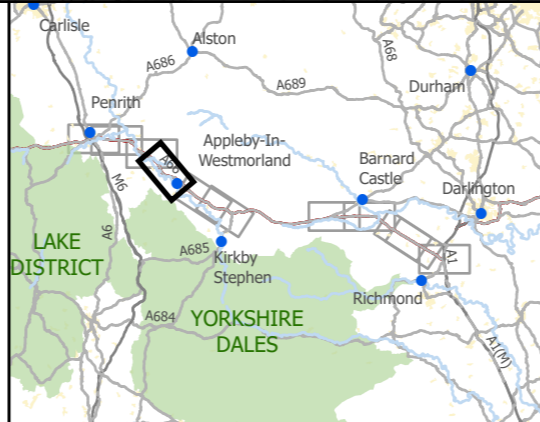 Carlisle
Alston
A68
A686
A689
Durham
Penrith
Appleby-In-
Westmorland
A66
Barnard
Castle
Darlington
M6
A6
LAKE
DISTRICT
A685
Kirkby
Stephen
A1
Richmond
A684
YORKSHIRE
DALES
A1(M)